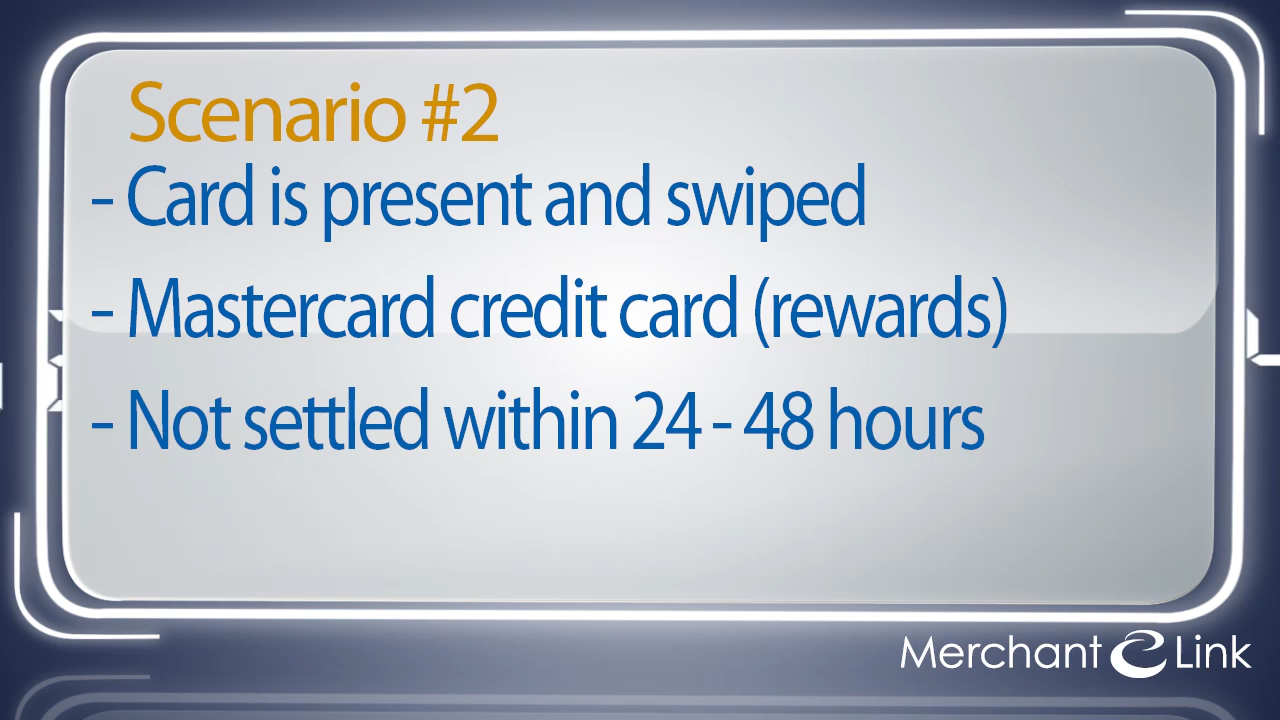 Scenario #2
- Card is present and swiped
- Mastercard credit card (rewards)
- Not settled within 24 - 48 hours
Merchant Link